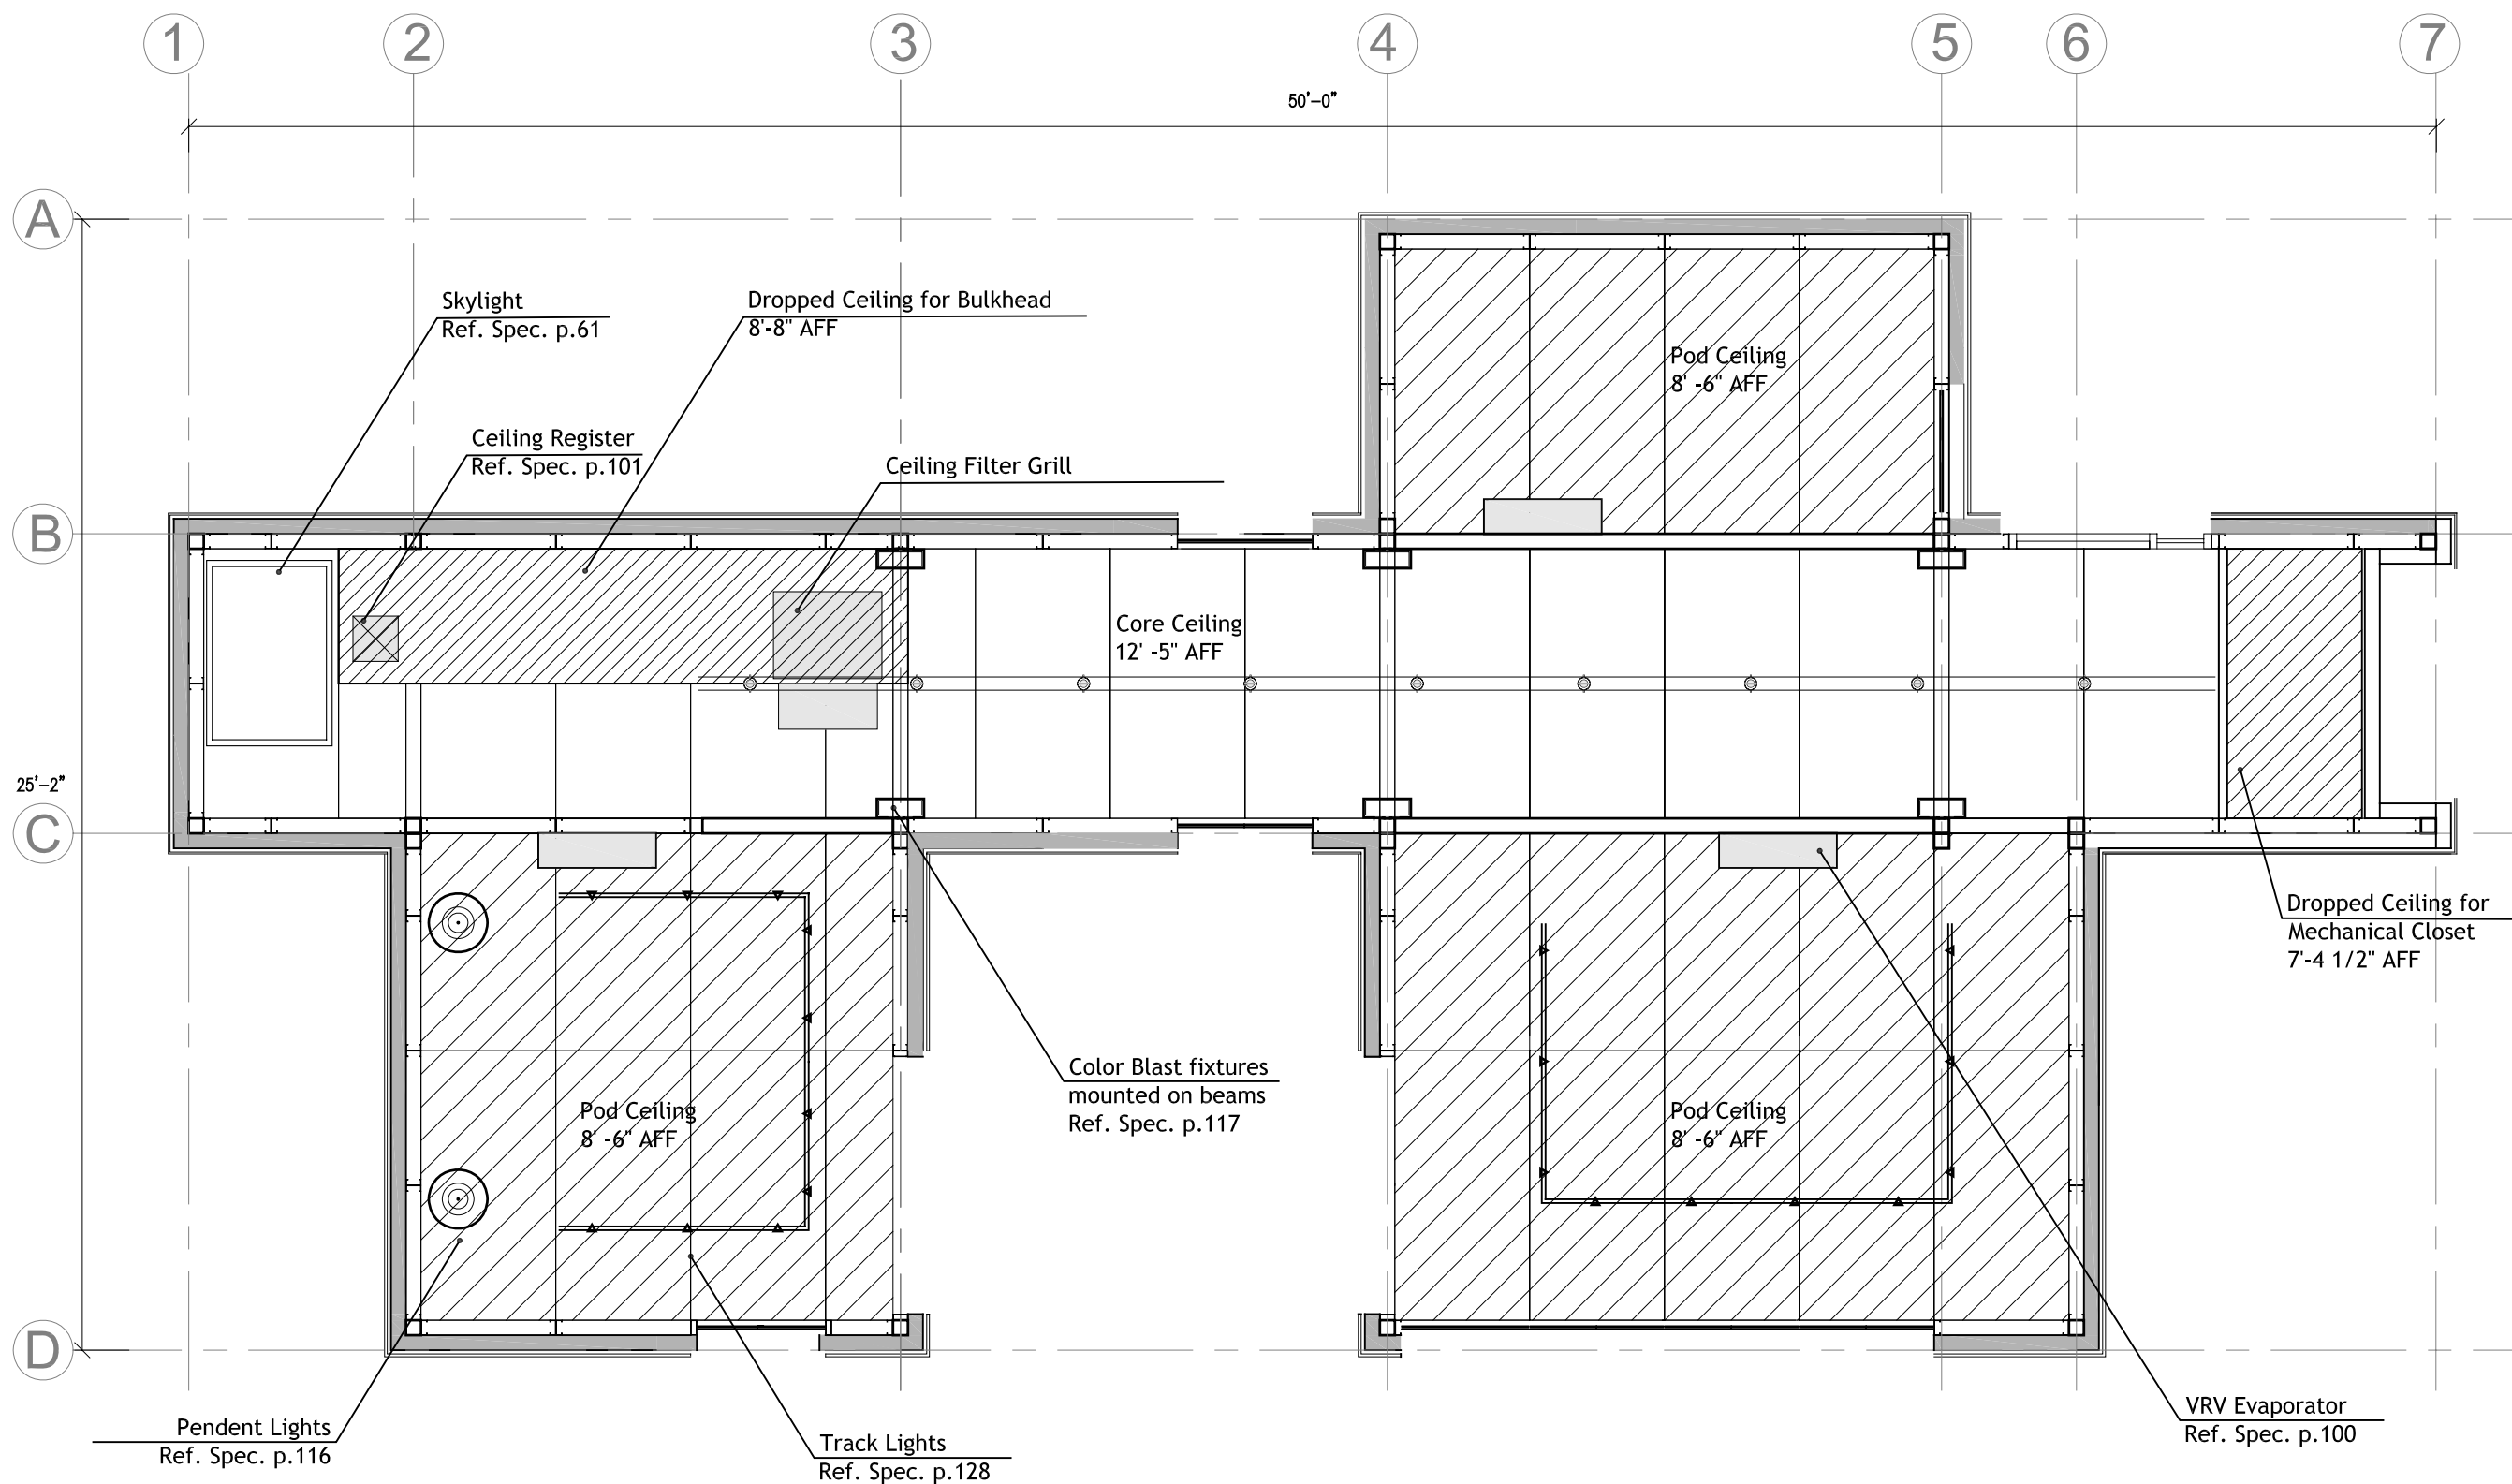 1
2
3
4
5
6
7
50'-0"
A
Skylight
Ref. Spec. p.61
Dropped Ceiling for Bulkhead
8'-8" AFF
Pod Ceiling
8' -6" AFF
Ceiling Register
Ref. Spec. p.101
Ceiling Filter Grill
B
Core Ceiling
12' -5" AFF
25'-2"
C
Dropped Ceiling for
Mechanical Closet
7'-4 1/2" AFF
Color Blast fixtures
mounted on beams
Ref. Spec. p.117
Pod Ceiling
8' -6" AFF
Pod Ceiling
8' -6" AFF
D
VRV Evaporator
Ref. Spec. p.100
Pendent Lights
Ref. Spec. p.116
Track Lights
Ref. Spec. p.128